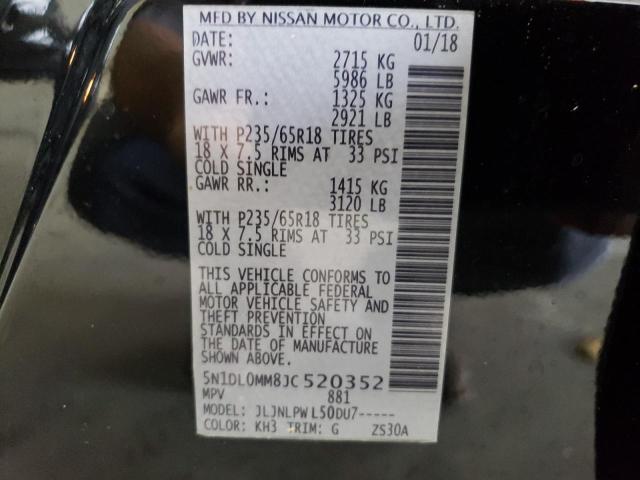 MFD BY NISSAN MOTOR CO., LTD.
DATE: 01/18
GVWR: 2715 KG
5986 LB
GAWR FR.: 1325 KG
2921 LB
WITH P235/65R18 TIRES
18 X 7.5 RIMS AT 33 PSI
COLD SINGLE
GAWR RR.: 1415 KG
3120 LB
WITH P235/65R18 TIRES
18 X 7.5 RIMS AT 33 PSI
COLD SINGLE
THIS VEHICLE CONFORMS TO
ALL APPLICABLE FEDERAL
MOTOR VEHICLE SAFETY AND
THEFT PREVENTION
STANDARDS IN EFFECT ON
THE DATE OF MANUFACTURE
SHOWN ABOVE.
5N1DL0MM8JC520352
MPV 881
MODEL: JLJNLPW L50DU7-----
COLOR: KH3 TRIM: G ZS30A